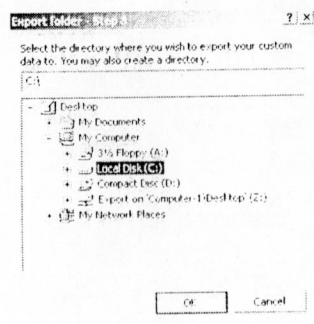 Export Folder - Step 3
Select the directory where you wish to export your custom
data to. You may also create a directory.
C:\
Desktop
My Documents
My Computer
3½ Floppy (A:)
Local Disk (C:)
Compact Disc (D:)
Export on 'Computer-1\Desktop' (Z:)
My Network Places
OK
Cancel